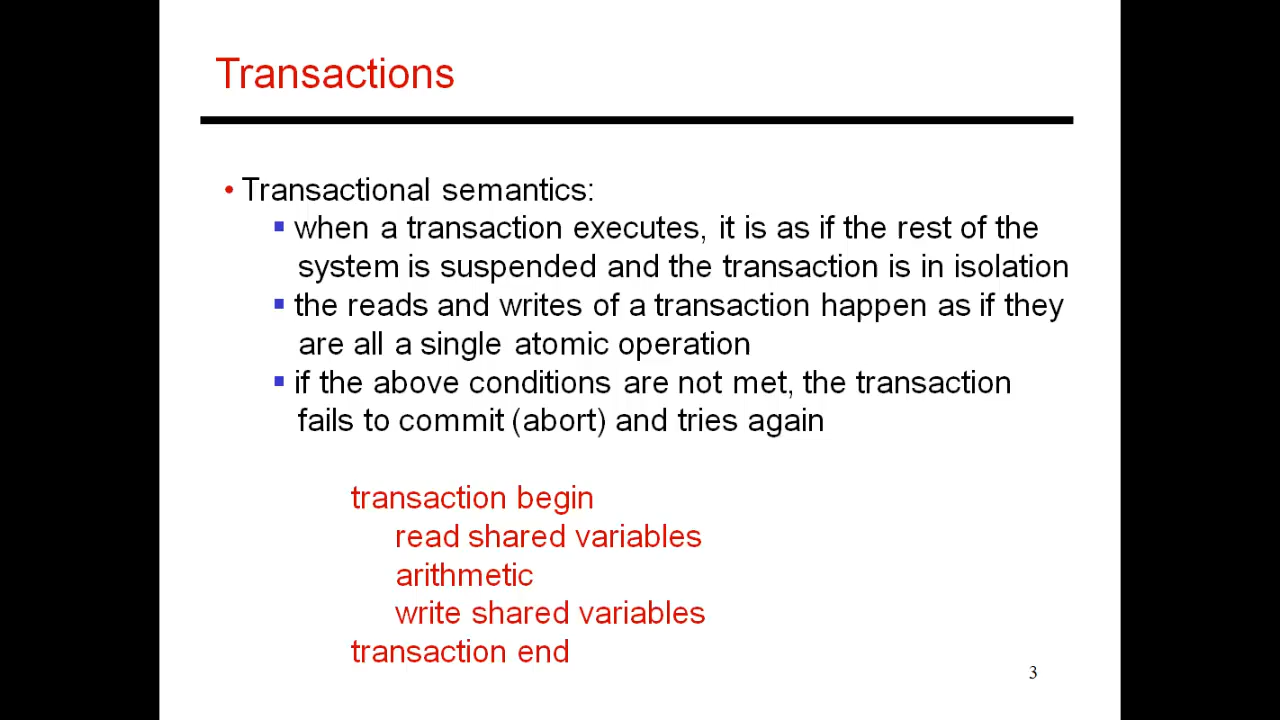 Transactions
• Transactional semantics:
▪ when a transaction executes, it is as if the rest of the
system is suspended and the transaction is in isolation
▪ the reads and writes of a transaction happen as if they
are all a single atomic operation
▪ if the above conditions are not met, the transaction
fails to commit (abort) and tries again
transaction begin
read shared variables
arithmetic
write shared variables
transaction end
3